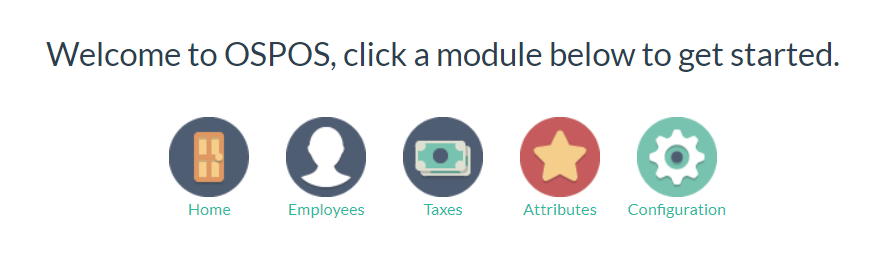 Welcome to OSPOS, click a module below to get started.
Home Employees Taxes Attributes Configuration